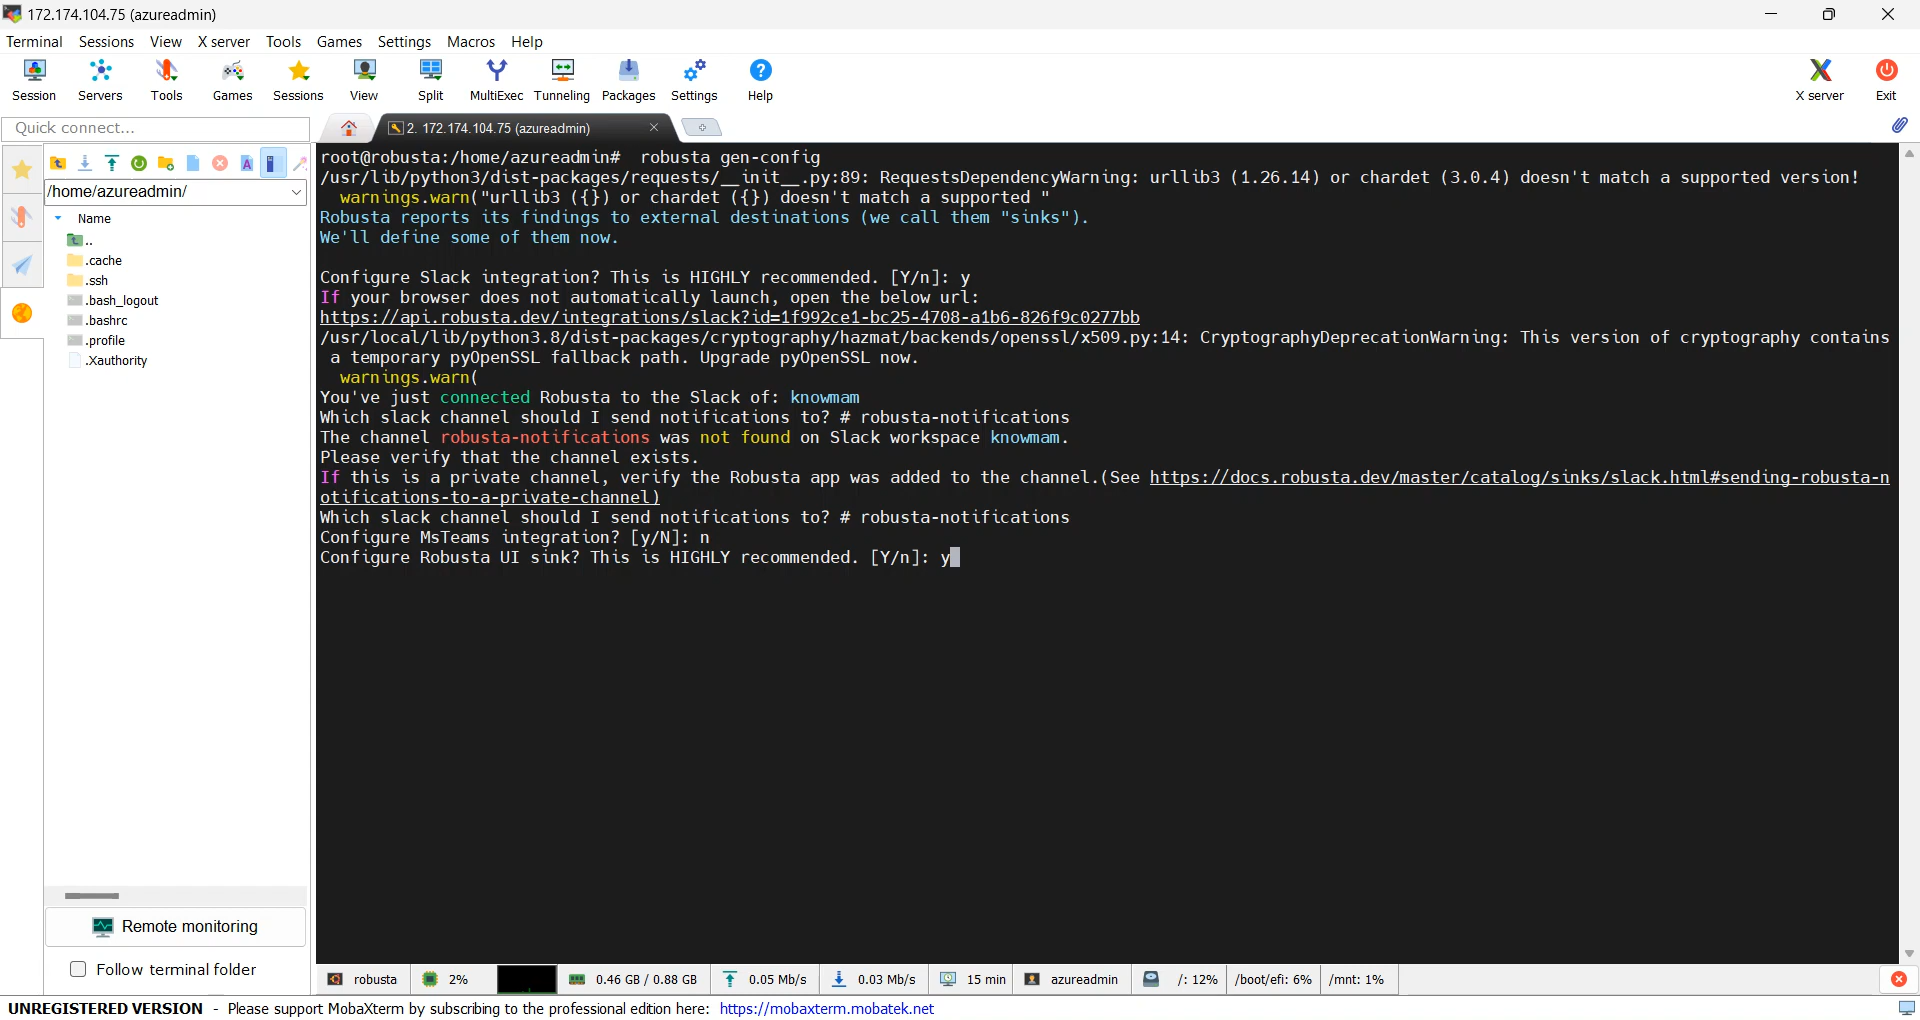 172.174.104.75 (azureadmin)
Terminal Sessions View X server Tools Games Settings Macros Help
Session Servers Tools Games Sessions View Split MultiExec Tunneling Packages Settings Help X server Exit
Quick connect...
2. 172.174.104.75 (azureadmin)
/home/azureadmin/
Name
..
.cache
.ssh
.bash_logout
.bashrc
.profile
.Xauthority
Remote monitoring
Follow terminal folder
root@robusta:/home/azureadmin#  robusta gen-config
/usr/lib/python3/dist-packages/requests/__init__.py:89: RequestsDependencyWarning: urllib3 (1.26.14) or chardet (3.0.4) doesn't match a supported version!
  warnings.warn("urllib3 ({}) or chardet ({}) doesn't match a supported "
Robusta reports its findings to external destinations (we call them "sinks").
We'll define some of them now.
Configure Slack integration? This is HIGHLY recommended. [Y/n]: y
If your browser does not automatically launch, open the below url:
https://api.robusta.dev/integrations/slack?id=1f992ce1-bc25-4708-a1b6-826f9c0277bb
/usr/local/lib/python3.8/dist-packages/cryptography/hazmat/backends/openssl/x509.py:14: CryptographyDeprecationWarning: This version of cryptography contains
 a temporary pyOpenSSL fallback path. Upgrade pyOpenSSL now.
  warnings.warn(
You've just connected Robusta to the Slack of: knowmam
Which slack channel should I send notifications to? # robusta-notifications
The channel robusta-notifications was not found on Slack workspace knowmam.
Please verify that the channel exists.
If this is a private channel, verify the Robusta app was added to the channel.(See https://docs.robusta.dev/master/catalog/sinks/slack.html#sending-robusta-n
otifications-to-a-private-channel)
Which slack channel should I send notifications to? # robusta-notifications
Configure MsTeams integration? [y/N]: n
Configure Robusta UI sink? This is HIGHLY recommended. [Y/n]: y
robusta 2% 0.46 GB / 0.88 GB 0.05 Mb/s 0.03 Mb/s 15 min azureadmin /: 12% /boot/efi: 6% /mnt: 1%
UNREGISTERED VERSION - Please support MobaXterm by subscribing to the professional edition here: https://mobaxterm.mobatek.net